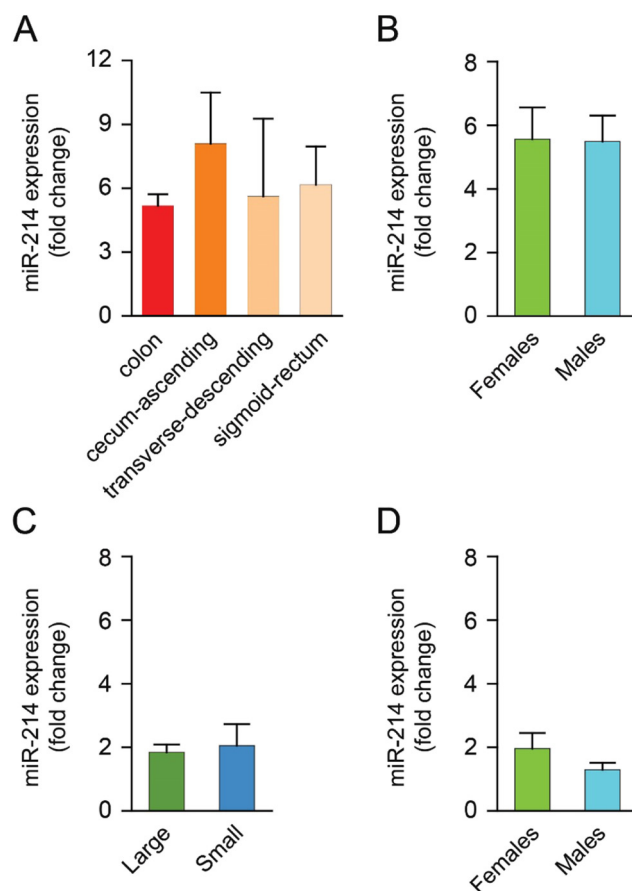 A
miR-214 expression
(fold change)
12
9
6
3
0
colon
cecum-ascending
transverse-descending
sigmoid-rectum
B
miR-214 expression
(fold change)
8
6
4
2
0
Females
Males
C
miR-214 expression
(fold change)
8
6
4
2
0
Large
Small
D
miR-214 expression
(fold change)
8
6
4
2
0
Females
Males